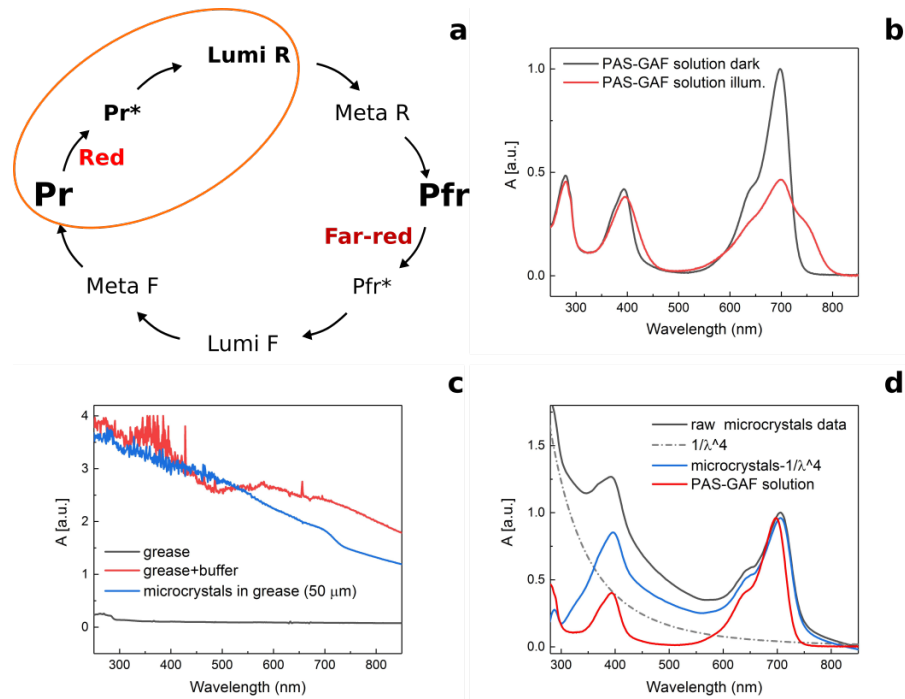 a
Lumi R
Pr*
Meta R
Red
Pr
Pfr
Far-red
Meta F
Pfr*
Lumi F
b
PAS-GAF solution dark
PAS-GAF solution illum.
A [a.u.]
1.0
0.5
0.0
300 400 500 600 700 800
Wavelength (nm)
c
A [a.u.]
4
3
2
1
0
grease
grease+buffer
microcrystals in grease (50 μm)
300 400 500 600 700 800
Wavelength (nm)
d
raw microcrystals data
1/λ^4
microcrystals-1/λ^4
PAS-GAF solution
A [a.u.]
1.5
1.0
0.5
0.0
300 400 500 600 700 800
Wavelength (nm)